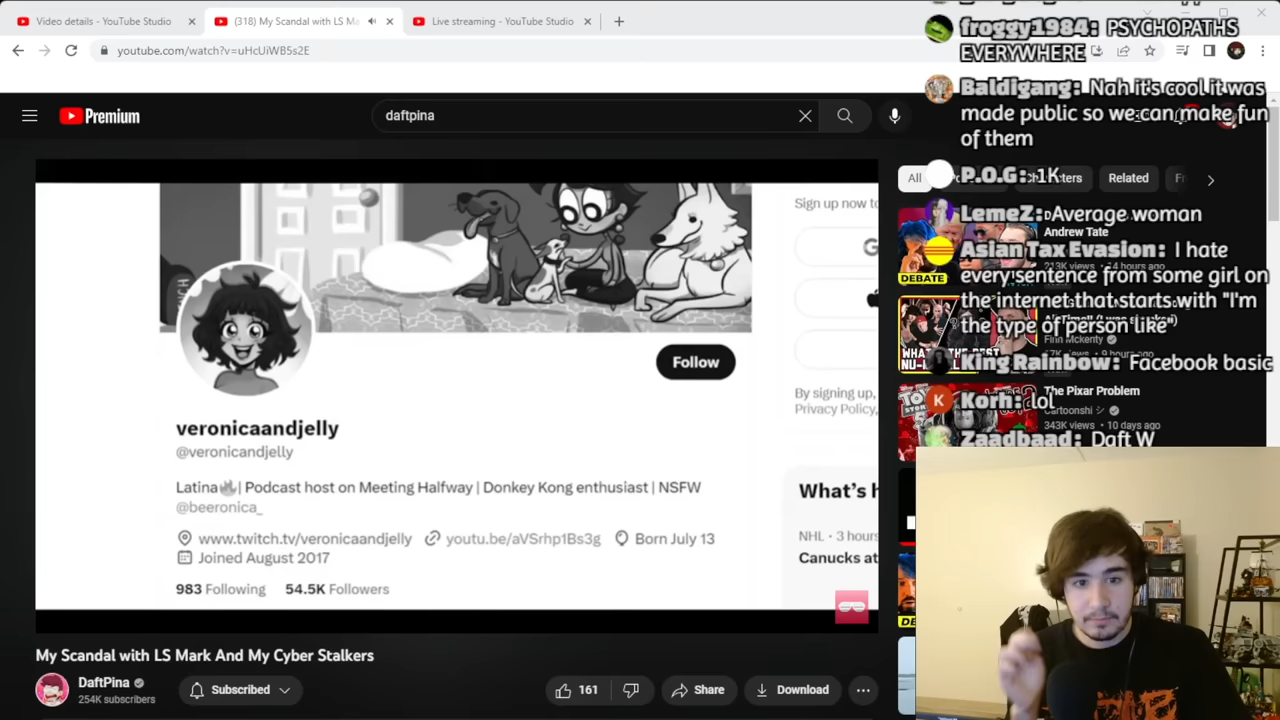 Video details - YouTube Studio
(318) My Scandal with LS Ma
Live streaming - YouTube Studio
youtube.com/watch?v=uHcUiWB5s2E
Premium
daftpina
froggy1984: PSYCHOPATHS
EVERYWHERE
Baldigang: Nah it's cool it was
made public so we can make fun
of them
P.O.G: 1K
All
Related
LemeZ: Average woman
Andrew Tate
Asian Tax Evasion: I hate
every sentence from some girl on
the internet that starts with "I'm
the type of person like"
DEBATE
Finn Mckenty
King Rainbow: Facebook basic
Korh: lol
The Pixar Problem
Cartoonshi
343K views • 10 days ago
Zaadbaad: Daft W
Sign up now to
Follow
By signing up,
Privacy Policy,
veronicaandjelly
@veronicandjelly
Latina🔥| Podcast host on Meeting Halfway | Donkey Kong enthusiast | NSFW
@beeronica_
www.twitch.tv/veronicaandjelly youtu.be/aVSrhp1Bs3g Born July 13
Joined August 2017
983 Following 54.5K Followers
What's h
NHL · 3 hours
Canucks at
My Scandal with LS Mark And My Cyber Stalkers
DaftPina
254K subscribers
Subscribed
161
Share
Download